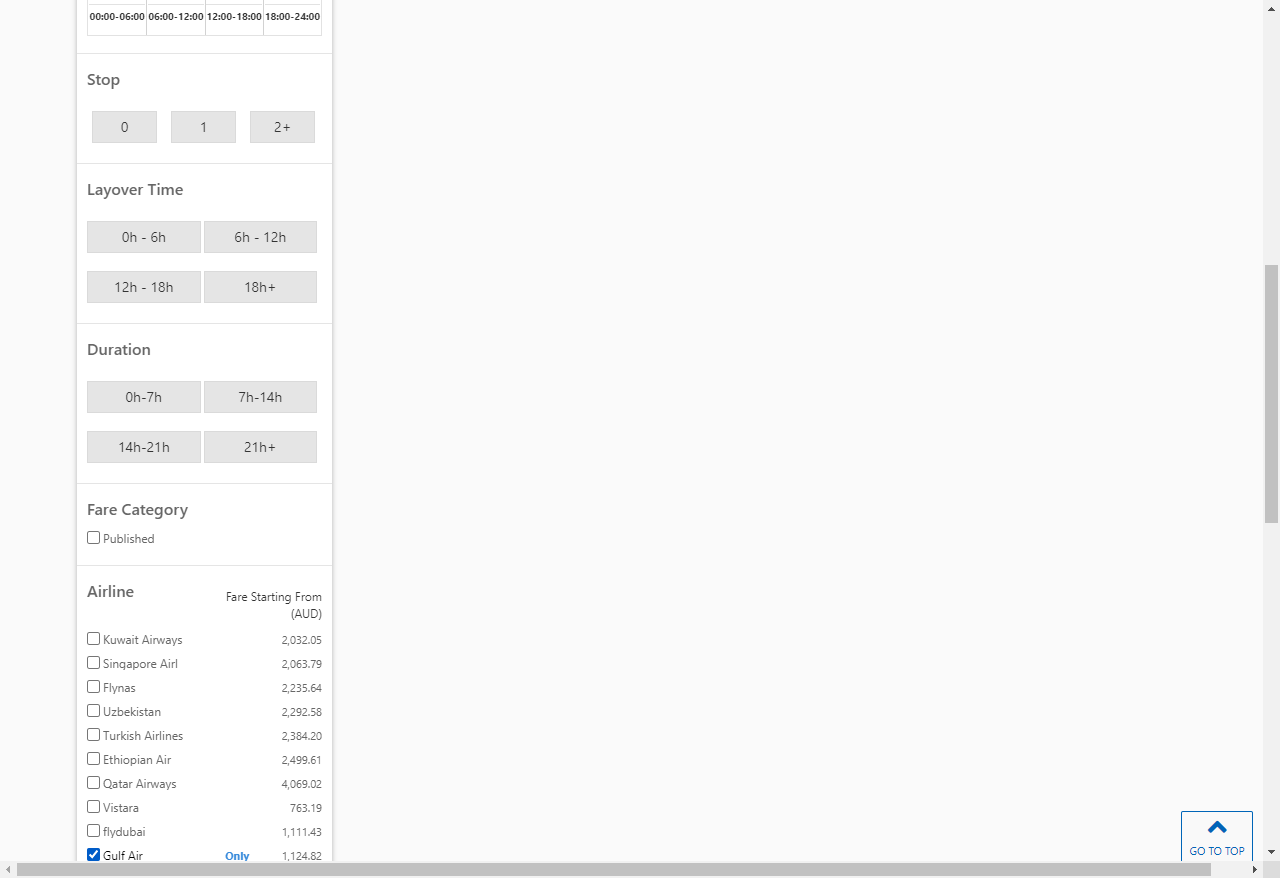 00:00-06:00 06:00-12:00 12:00-18:00 18:00-24:00
Stop
0 1 2+
Layover Time
0h - 6h 6h - 12h
12h - 18h 18h+
Duration
0h-7h 7h-14h
14h-21h 21h+
Fare Category
Published
Airline Fare Starting From
(AUD)
Kuwait Airways 2,032.05
Singapore Airl 2,063.79
Flynas 2,235.64
Uzbekistan 2,292.58
Turkish Airlines 2,384.20
Ethiopian Air 2,499.61
Qatar Airways 4,069.02
Vistara 763.19
flydubai 1,111.43
Gulf Air Only 1,124.82
GO TO TOP